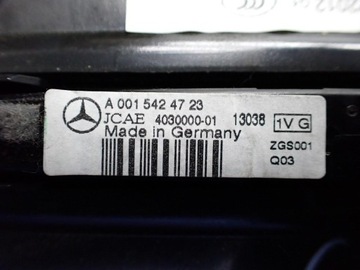 A 001 542 47 23
JCAE 4030000-01 13038 1V G
Made in Germany
ZGS001
Q03